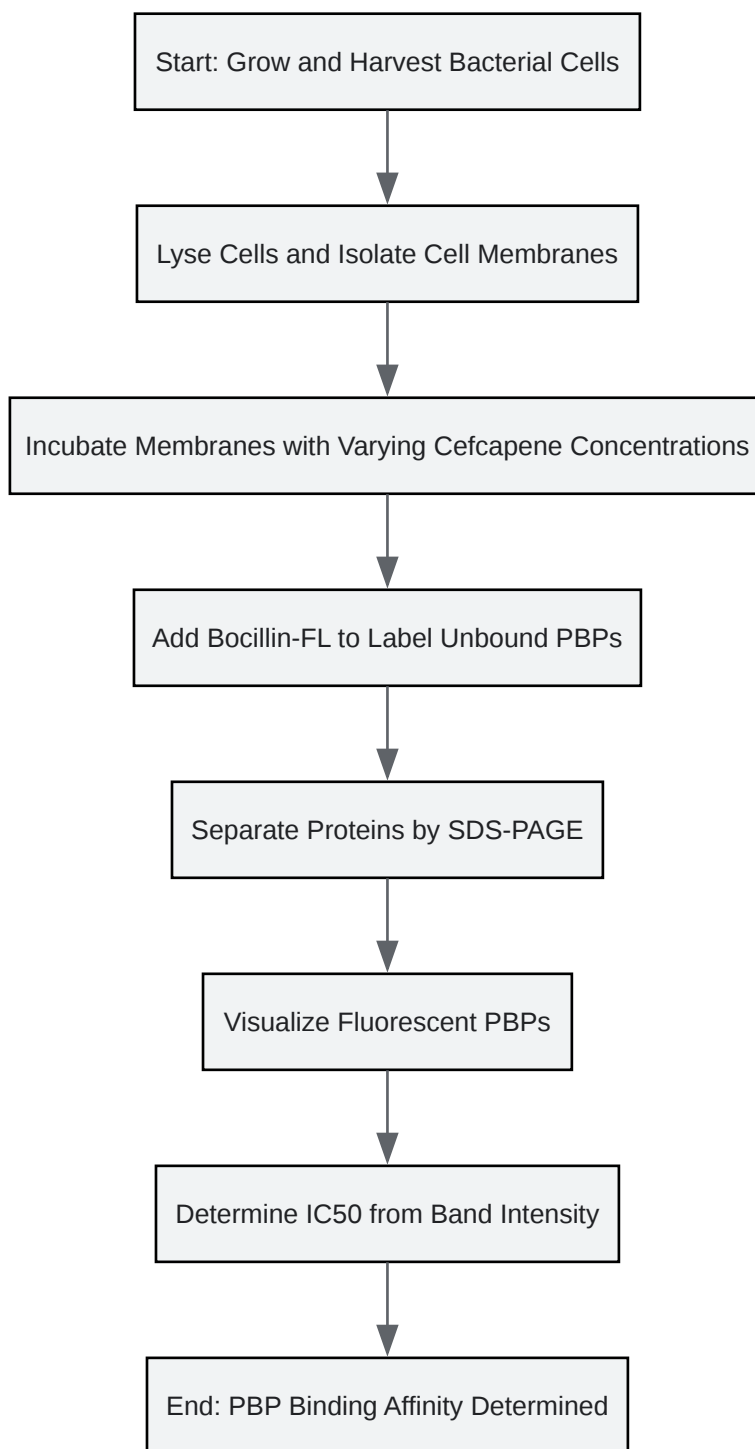 Start: Grow and Harvest Bacterial Cells
Lyse Cells and Isolate Cell Membranes
Incubate Membranes with Varying Cefcapene Concentrations
Add Bocillin-FL to Label Unbound PBPs
Separate Proteins by SDS-PAGE
Visualize Fluorescent PBPs
Determine IC50 from Band Intensity
End: PBP Binding Affinity Determined